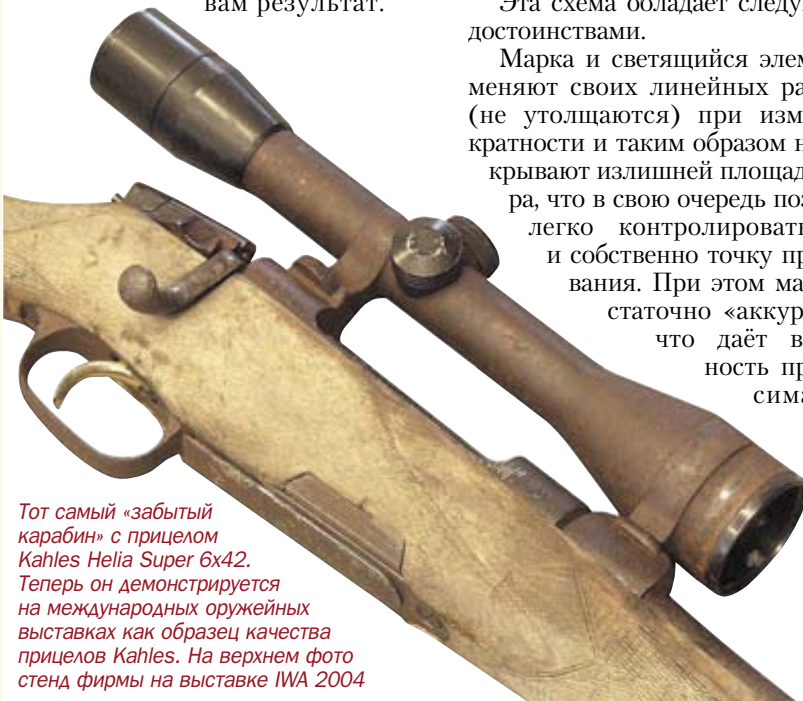 вам результат.
Эта схема обладает следу
достоинствами.
Марка и светящийся элем
меняют своих линейных ра
(не утолщаются) при изм
кратности и таким образом н
крывают излишней площад
ра, что в свою очередь поз
легко контролировать
и собственно точку пр
вания. При этом ма
статочно «аккур
что даёт в
ность пр
сима
Тот самый «забытый
карабин» с прицелом
Kahles Helia Super 6x42.
Теперь он демонстрируется
на международных оружейных
выставках как образец качества
прицелов Kahles. На верхнем фото
стенд фирмы на выставке IWA 2004